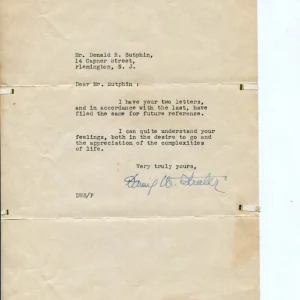 Mr. Donald R. Sutphin,
14 Capner Street,
Flemington, N. J.
Dear Mr. Sutphin :
I have your two letters,
and in accordance with the last, have
filed the same for future reference.
I can quite understand your
feelings, both in the desire to go and
the appreciation of the complexities
of life.
Very truly yours,